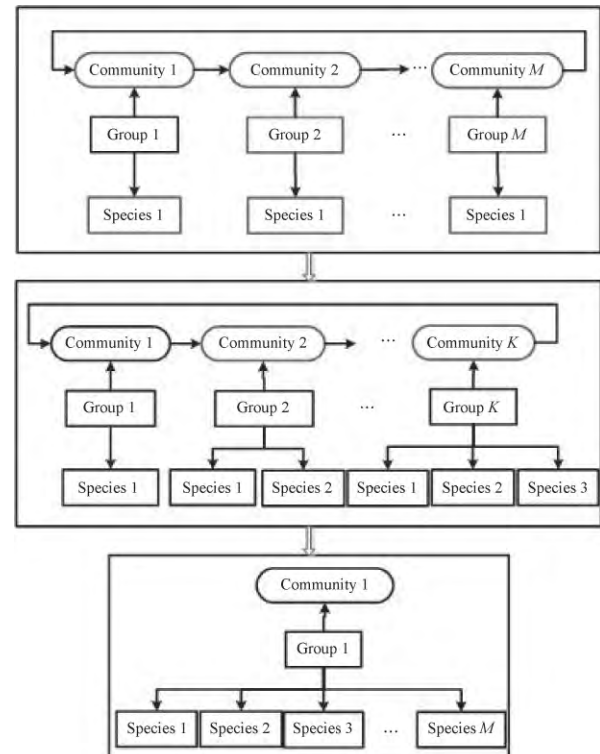 Community 1 Community 2 ... Community M
Group 1 Group 2 ... Group M
Species 1 Species 1 ... Species 1
Community 1 Community 2 ... Community K
Group 1 Group 2 ... Group K
Species 1 Species 1 Species 2 Species 1 Species 2 Species 3
Community 1
Group 1
Species 1 Species 2 Species 3 ... Species M